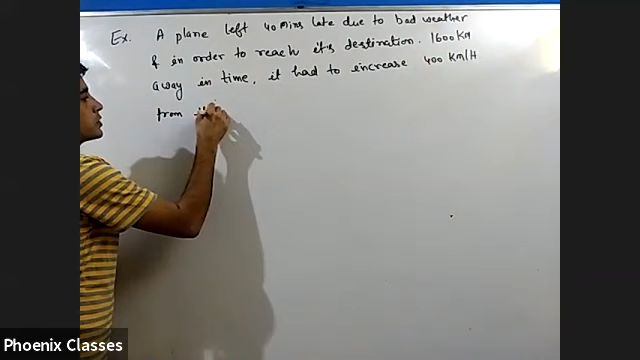 Ex. A plane left 40 mins late due to bad weather
& in order to reach it's destination. 1600 KM
away in time, it had to increase 400 KM/H
from
Phoenix Classes